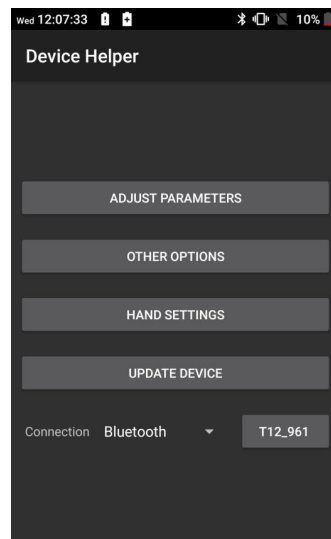 Wed 12:07:33 10%
Device Helper
ADJUST PARAMETERS
OTHER OPTIONS
HAND SETTINGS
UPDATE DEVICE
Connection Bluetooth T12_961